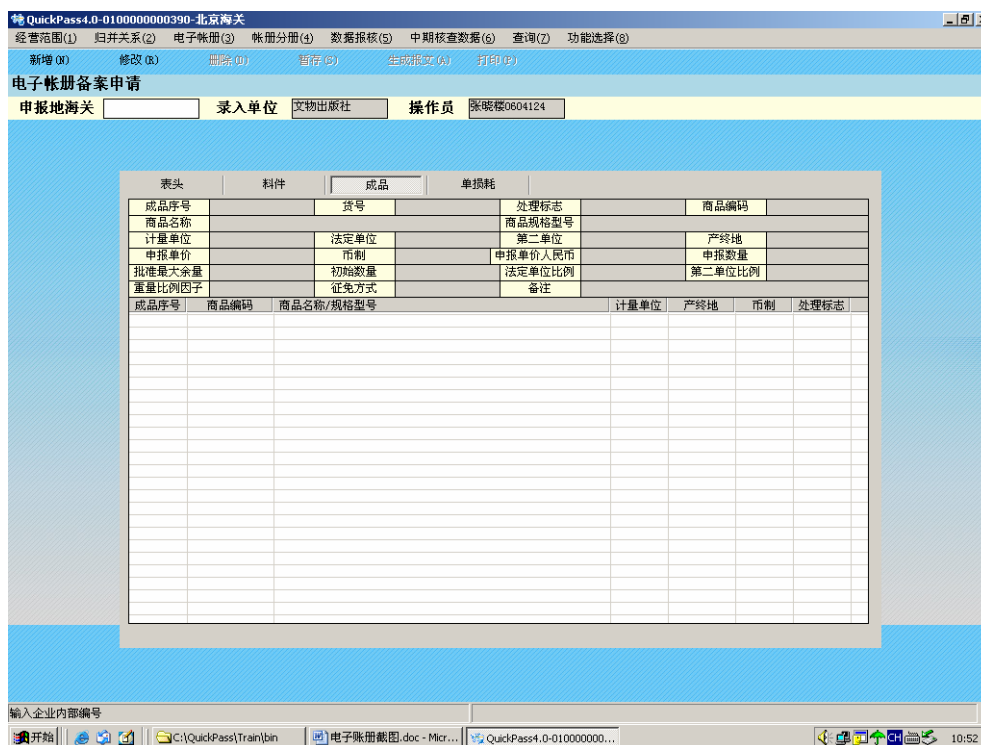 QuickPass4.0-0100000000390-北京海关
经营范围(1) 归并关系(2) 电子帐册(3) 帐册分册(4) 数据报核(5) 中期核查数据(6) 查询(7) 功能选择(8)
新增(N) 修改(R) 删除(D) 暂存(S) 生成报文(A) 打印(P)
电子帐册备案申请
申报地海关 录入单位 文物出版社 操作员 张晓楼0604124
表头 料件 成品 单损耗
成品序号 货号 处理标志 商品编码
商品名称 商品规格型号
计量单位 法定单位 第二单位 产终地
申报单价 币制 申报单价人民币 申报数量
批准最大余量 初始数量 法定单位比例 第二单位比例
重量比例因子 征免方式 备注
成品序号 商品编码 商品名称/规格型号 计量单位 产终地 币制 处理标志
输入企业内部编号
开始 C:\QuickPass\Train\bin 电子账册截图.doc - Micr... QuickPass4.0-010000000... CH 10:52